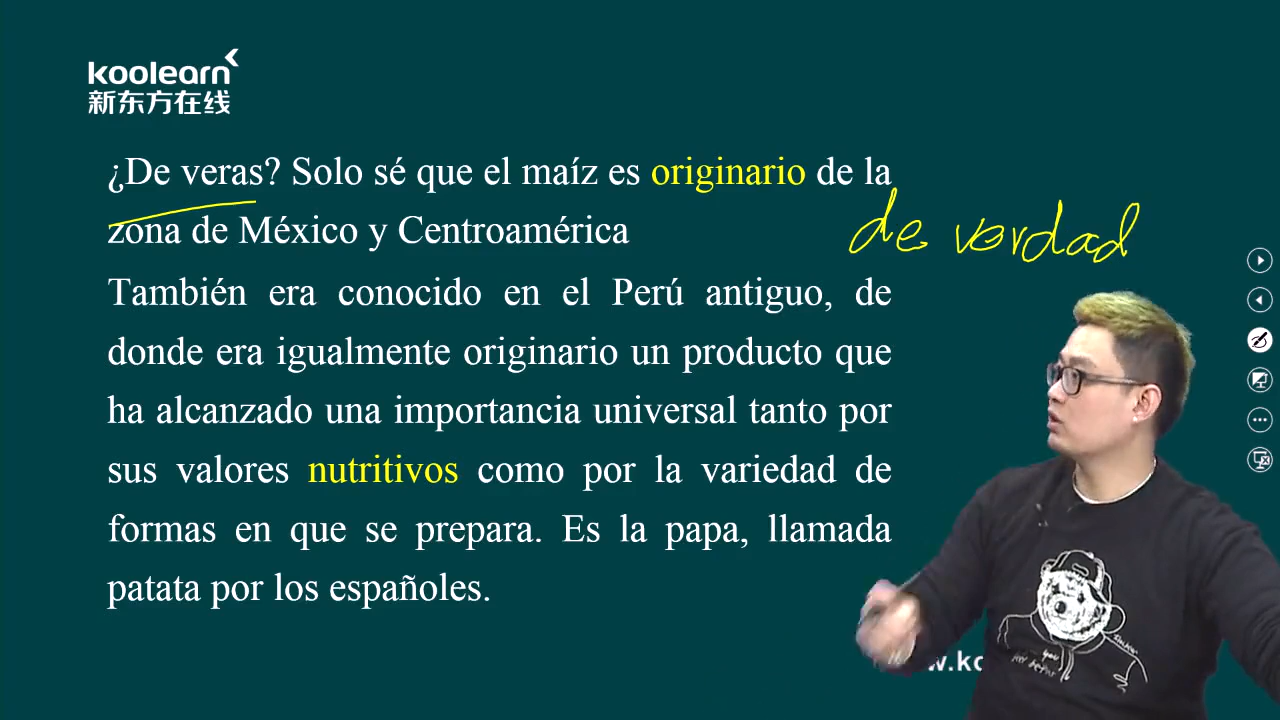 koolearn
新东方在线
¿De veras? Solo sé que el maíz es originario de la
zona de México y Centroamérica
de verdad
También era conocido en el Perú antiguo, de
donde era igualmente originario un producto que
ha alcanzado una importancia universal tanto por
sus valores nutritivos como por la variedad de
formas en que se prepara. Es la papa, llamada
patata por los españoles.